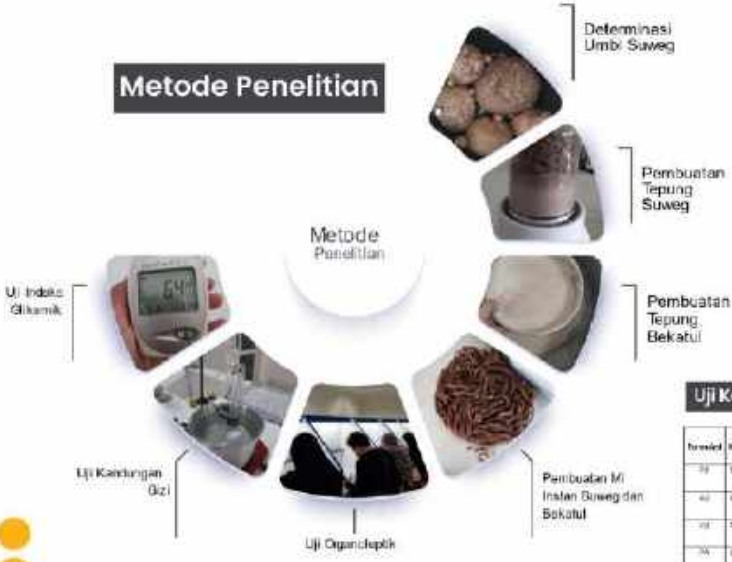 Metode Penelitian
Determinasi
Umbi Suweg
Pembuatan
Tepung
Suweg
Metode
Penelitian
Uji Indeks
Glikemik
Pembuatan
Tepung
Bekatul
Uji K
Uji Kandungan
Gizi
Pembuatan Mi
Instan Suweg dan
Bekatul
Uji Organoleptik